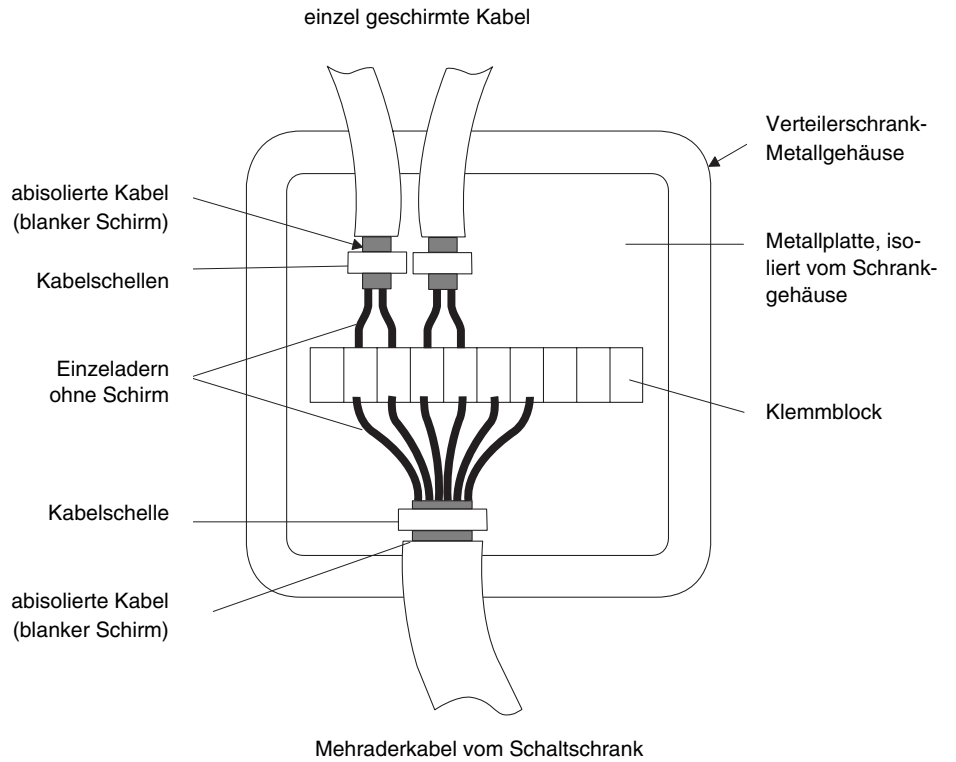 einzel geschirmte Kabel
Verteilerschrank-
Metallgehäuse
abisolierte Kabel
(blanker Schirm)
Metallplatte, iso-
liert vom Schrank-
gehäuse
Kabelschellen
Einzeladern
ohne Schirm
Klemmblock
Kabelschelle
abisolierte Kabel
(blanker Schirm)
Mehraderkabel vom Schaltschrank